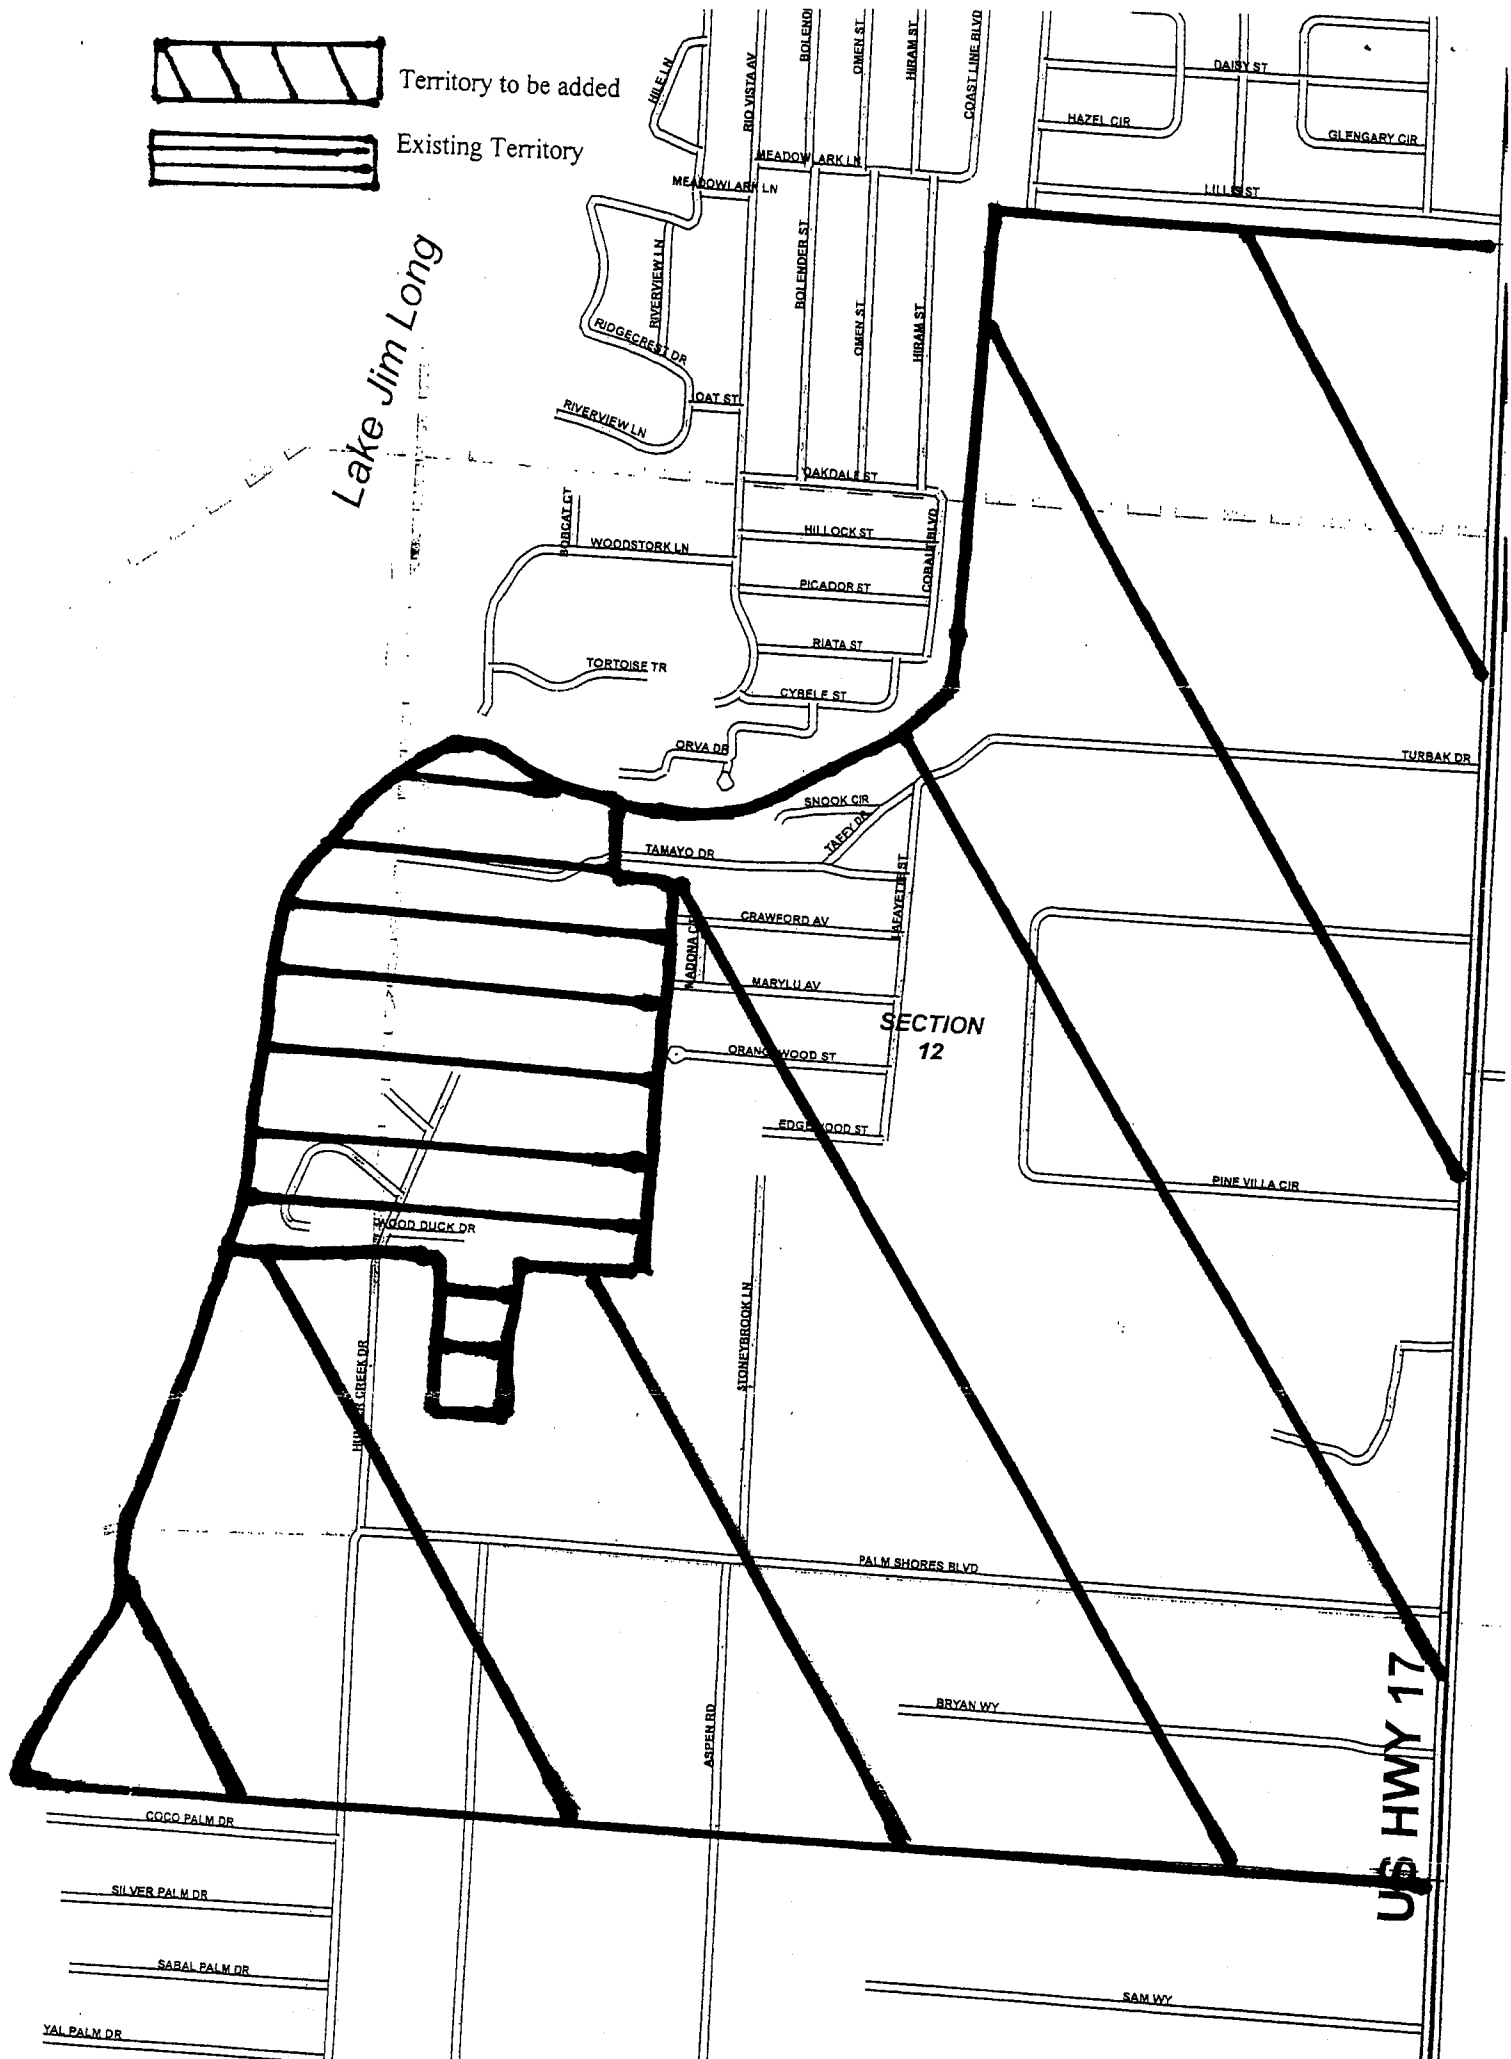 Territory to be added
Existing Territory
Lake Jim Long
HILE LN
RIO VISTA AV
OMEN ST
HIRAM ST
COAST LINE BLVD
DAISY ST
HAZEL CIR
GLENGARY CIR
MEADOWLARK LN
MEADOWLARK LN
LILLIS ST
RIVERVIEW LN
BOLENDER ST
OMEN ST
HIRAM ST
RIDGECREST DR
OAT ST
RIVERVIEW LN
OAKDALE ST
BOBCAT CT
WOODSTORK LN
HILLOCK ST
COBALT BLVD
PICADOR ST
RIATA ST
TORTOISE TR
CYBELE ST
ORVA DR
TURBAK DR
SNOOK CIR
TAFFY DR
TAMAYO DR
LAFAYETTE ST
CRAWFORD AV
MADONA CT
MARYLU AV
SECTION
12
ORANGEWOOD ST
EDGEWOOD ST
PINE VILLA CIR
WOOD DUCK DR
STONEYBROOK LN
CREEK DR
PALM SHORES BLVD
BRYAN WY
ASPEN RD
US HWY 17
COCO PALM DR
SILVER PALM DR
SABAL PALM DR
SAM WY
YAL PALM DR